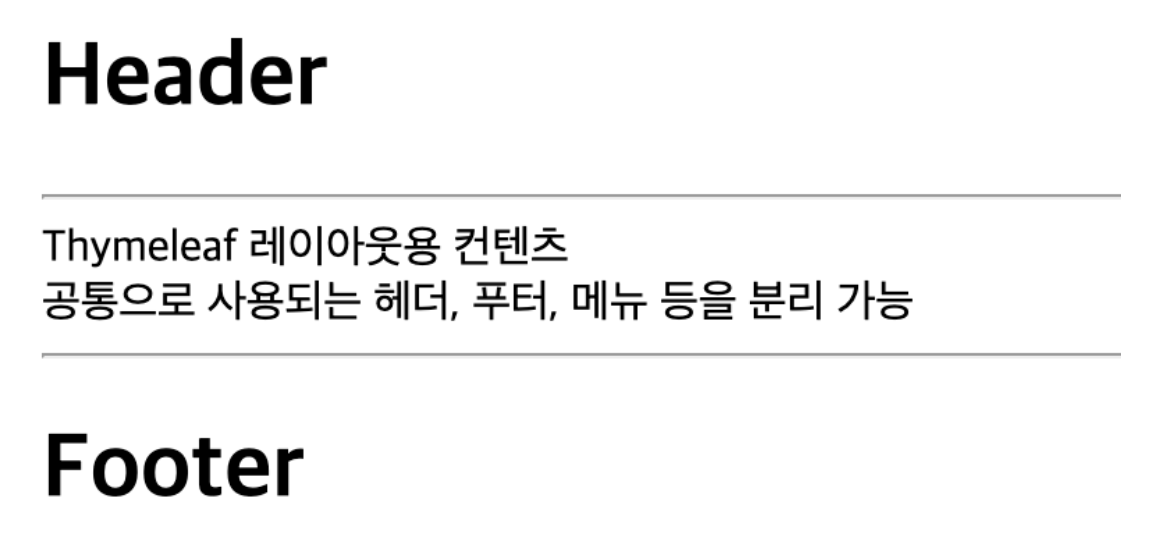 Header
Thymeleaf 레이아웃용 컨텐츠
공통으로 사용되는 헤더, 푸터, 메뉴 등을 분리 가능
Footer